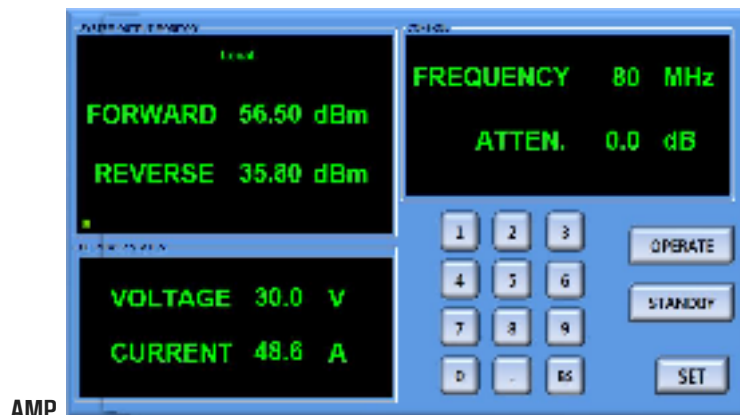 Local
FORWARD 56.50 dBm
REVERSE 35.80 dBm
FREQUENCY 80 MHz
ATTEN. 0.0 dB
VOLTAGE 30.0 V
CURRENT 48.6 A
1 2 3
4 5 6
7 8 9
0 . BS
OPERATE
STANDBY
SET
AMP